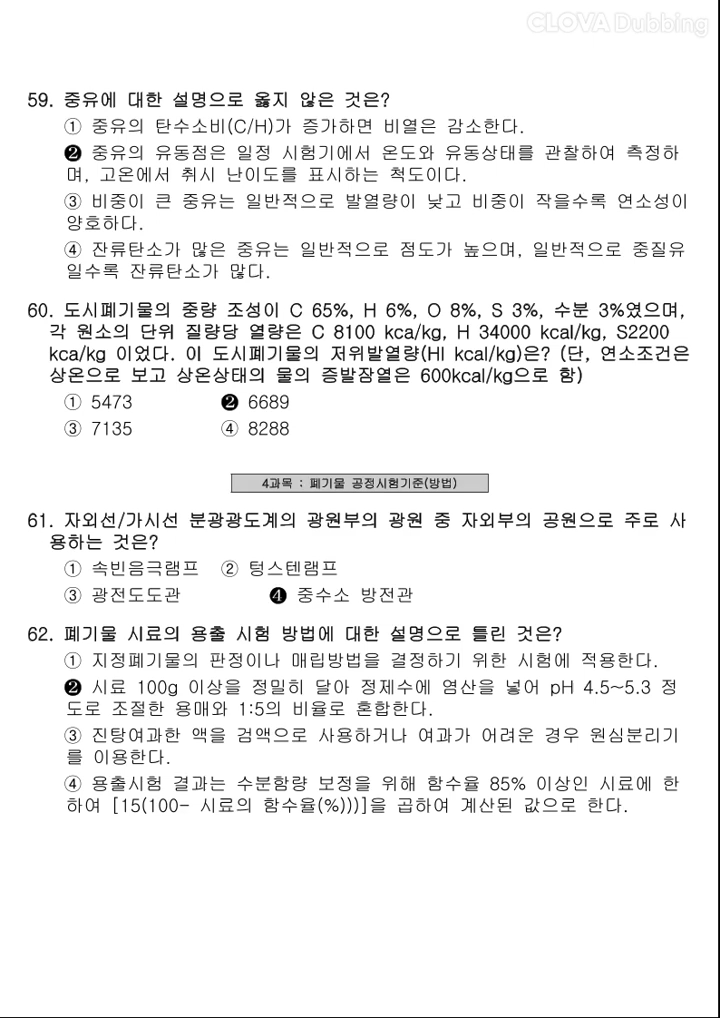 CLOVA Dubbing
59. 중유에 대한 설명으로 옳지 않은 것은?
① 중유의 탄수소비(C/H)가 증가하면 비열은 감소한다.
❷ 중유의 유동점은 일정 시험기에서 온도와 유동상태를 관찰하여 측정하
며, 고온에서 취시 난이도를 표시하는 척도이다.
③ 비중이 큰 중유는 일반적으로 발열량이 낮고 비중이 작을수록 연소성이
양호하다.
④ 잔류탄소가 많은 중유는 일반적으로 점도가 높으며, 일반적으로 중질유
일수록 잔류탄소가 많다.
60. 도시폐기물의 중량 조성이 C 65%, H 6%, O 8%, S 3%, 수분 3%였으며,
각 원소의 단위 질량당 열량은 C 8100 kca/kg, H 34000 kcal/kg, S2200
kca/kg 이었다. 이 도시폐기물의 저위발열량(Hl kcal/kg)은? (단, 연소조건은
상온으로 보고 상온상태의 물의 증발잠열은 600kcal/kg으로 함)
① 5473 ❷ 6689
③ 7135 ④ 8288
4과목 : 폐기물 공정시험기준(방법)
61. 자외선/가시선 분광광도계의 광원부의 광원 중 자외부의 공원으로 주로 사
용하는 것은?
① 속빈음극램프 ② 텅스텐램프
③ 광전도도관 ❹ 중수소 방전관
62. 폐기물 시료의 용출 시험 방법에 대한 설명으로 틀린 것은?
① 지정폐기물의 판정이나 매립방법을 결정하기 위한 시험에 적용한다.
❷ 시료 100g 이상을 정밀히 달아 정제수에 염산을 넣어 pH 4.5~5.3 정
도로 조절한 용매와 1:5의 비율로 혼합한다.
③ 진탕여과한 액을 검액으로 사용하거나 여과가 어려운 경우 원심분리기
를 이용한다.
④ 용출시험 결과는 수분함량 보정을 위해 함수율 85% 이상인 시료에 한
하여 [15(100- 시료의 함수율(%)))]을 곱하여 계산된 값으로 한다.